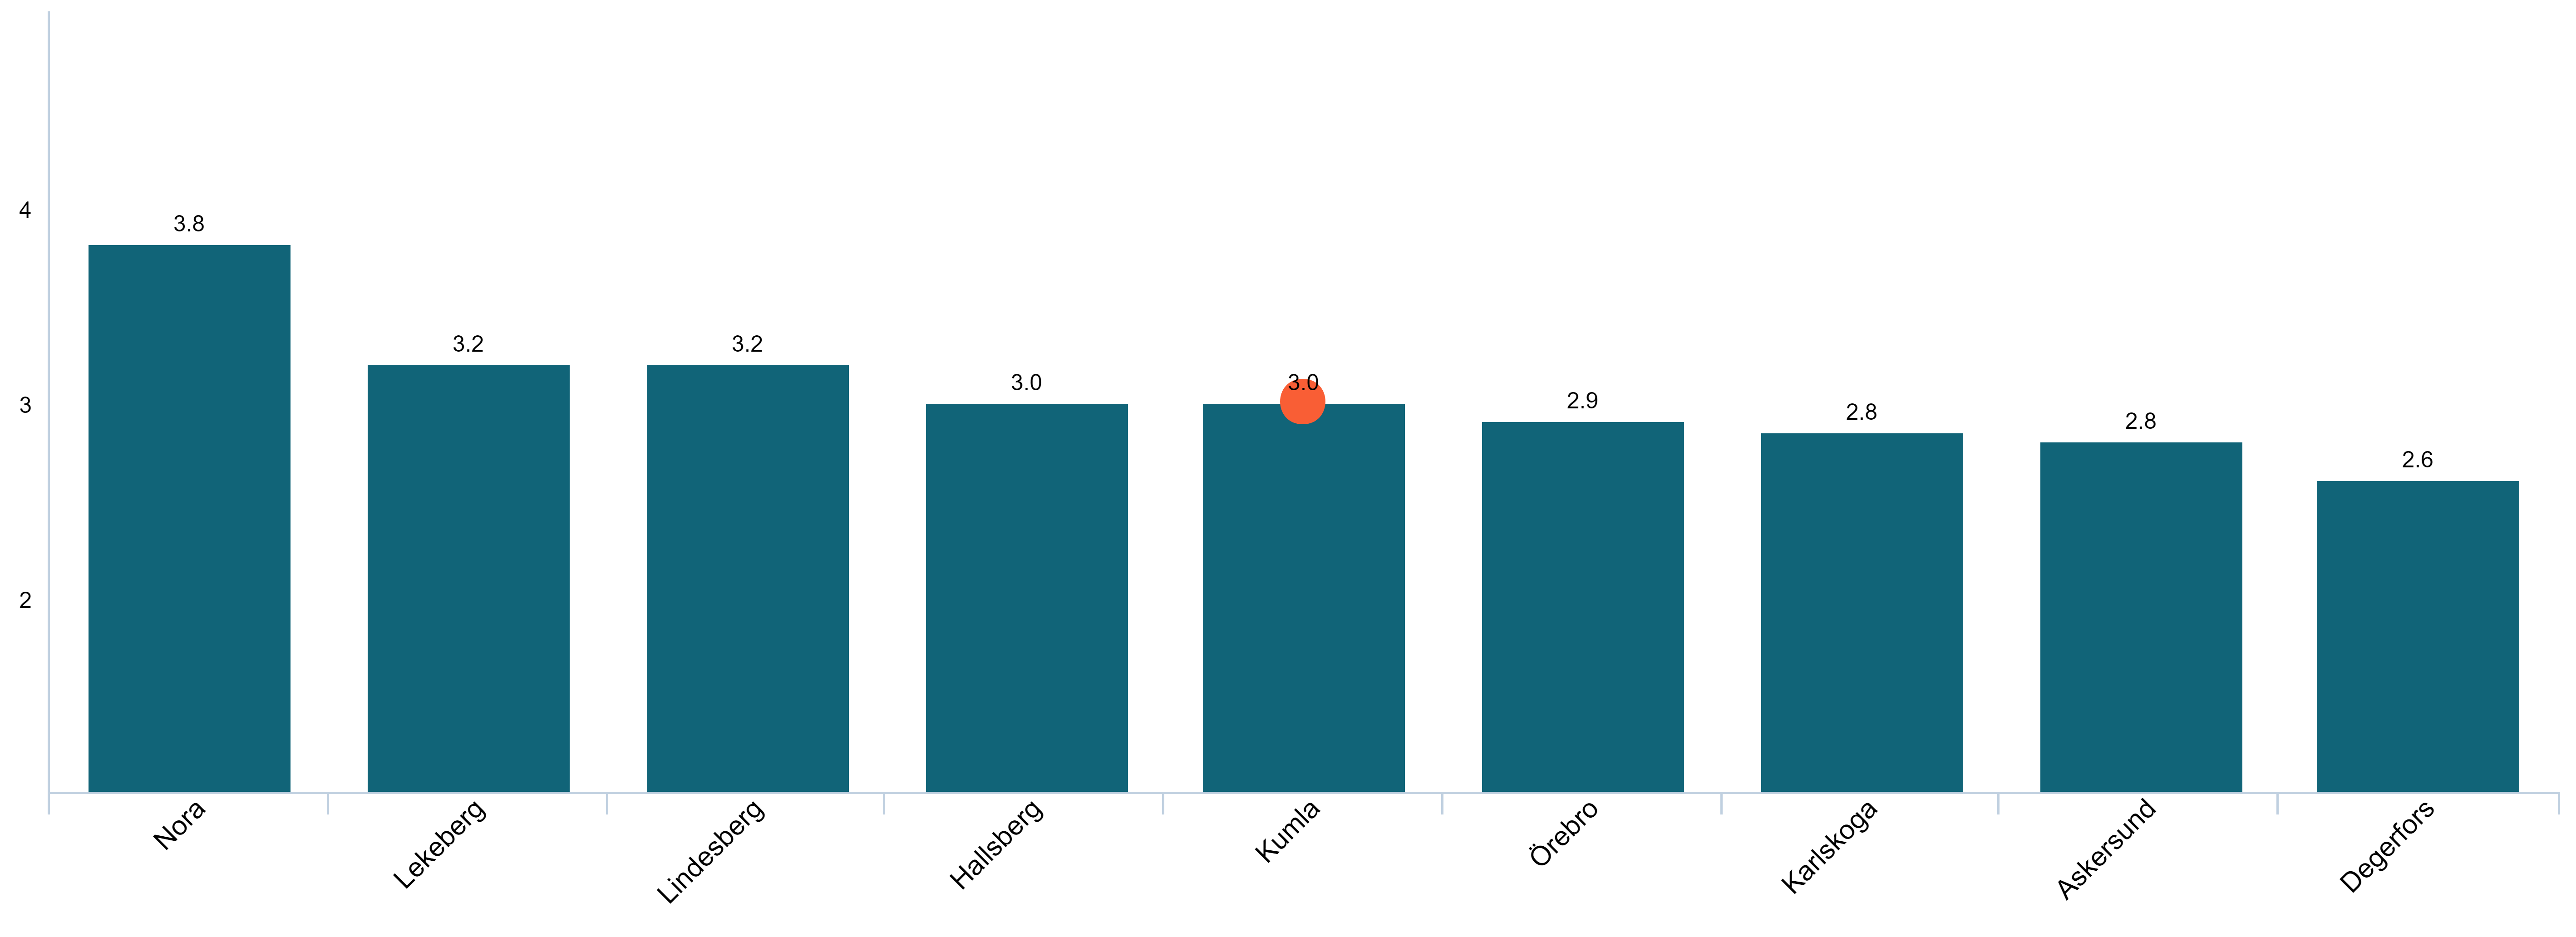 4
3
2
3.8
3.2
3.2
3.0
3.0
2.9
2.8
2.8
2.6
Nora
Lekeberg
Lindesberg
Hallsberg
Kumla
Örebro
Karlskoga
Askersund
Degerfors